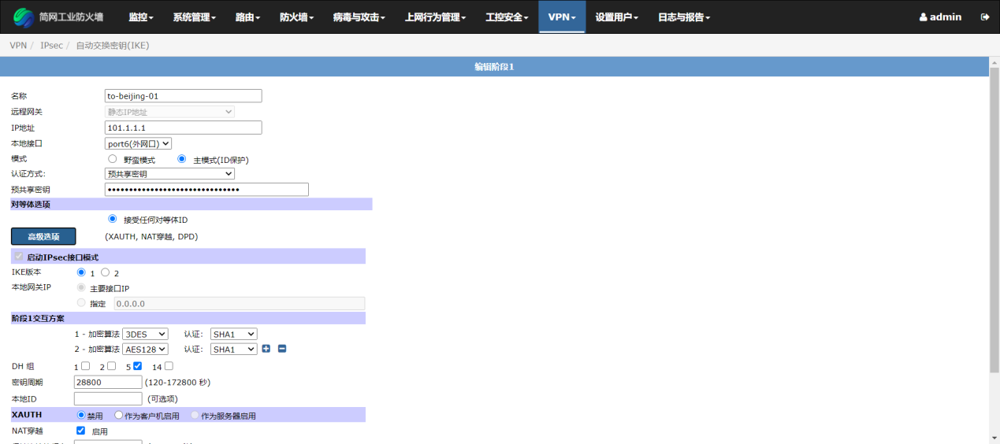 简网工业防火墙 监控 系统管理 路由 防火墙 病毒与攻击 上网行为管理 工控安全 VPN 设置用户 日志与报告 admin
VPN / IPsec / 自动交换密钥(IKE)
编辑阶段1
名称 to-beijing-01
远程网关 静态IP地址
IP地址 101.1.1.1
本地接口 port6(外网口)
模式 野蛮模式 主模式(ID保护)
认证方式: 预共享密钥
预共享密钥 ••••••••••••••••••••••••••••••
对等体选项
接受任何对等体ID
高级选项 (XAUTH, NAT穿越, DPD)
启动IPsec接口模式
IKE版本 1 2
本地网关IP 主要接口IP
指定 0.0.0.0
阶段1交互方案
1 - 加密算法 3DES 认证: SHA1
2 - 加密算法 AES128 认证: SHA1
DH 组 1 2 5 14
密钥周期 28800 (120-172800 秒)
本地ID (可选项)
XAUTH 禁用 作为客户机启用 作为服务器启用
NAT穿越 启用